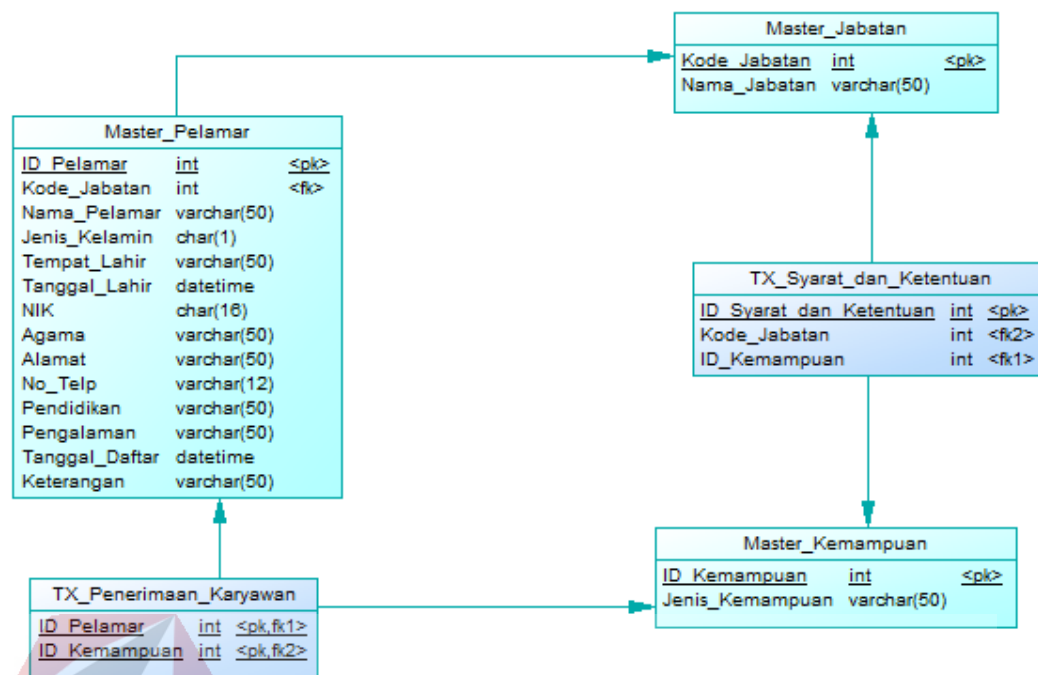 Master_Jabatan
Kode_Jabatan int <pk>
Nama_Jabatan varchar(50)
Master_Pelamar
ID_Pelamar int <pk>
Kode_Jabatan int <fk>
Nama_Pelamar varchar(50)
Jenis_Kelamin char(1)
Tempat_Lahir varchar(50)
Tanggal_Lahir datetime
NIK char(16)
Agama varchar(50)
Alamat varchar(50)
No_Telp varchar(12)
Pendidikan varchar(50)
Pengalaman varchar(50)
Tanggal_Daftar datetime
Keterangan varchar(50)
TX_Syarat_dan_Ketentuan
ID_Syarat_dan_Ketentuan int <pk>
Kode_Jabatan int <fk2>
ID_Kemampuan int <fk1>
Master_Kemampuan
ID_Kemampuan int <pk>
Jenis_Kemampuan varchar(50)
TX_Penerimaan_Karyawan
ID_Pelamar int <pk,fk1>
ID_Kemampuan int <pk,fk2>